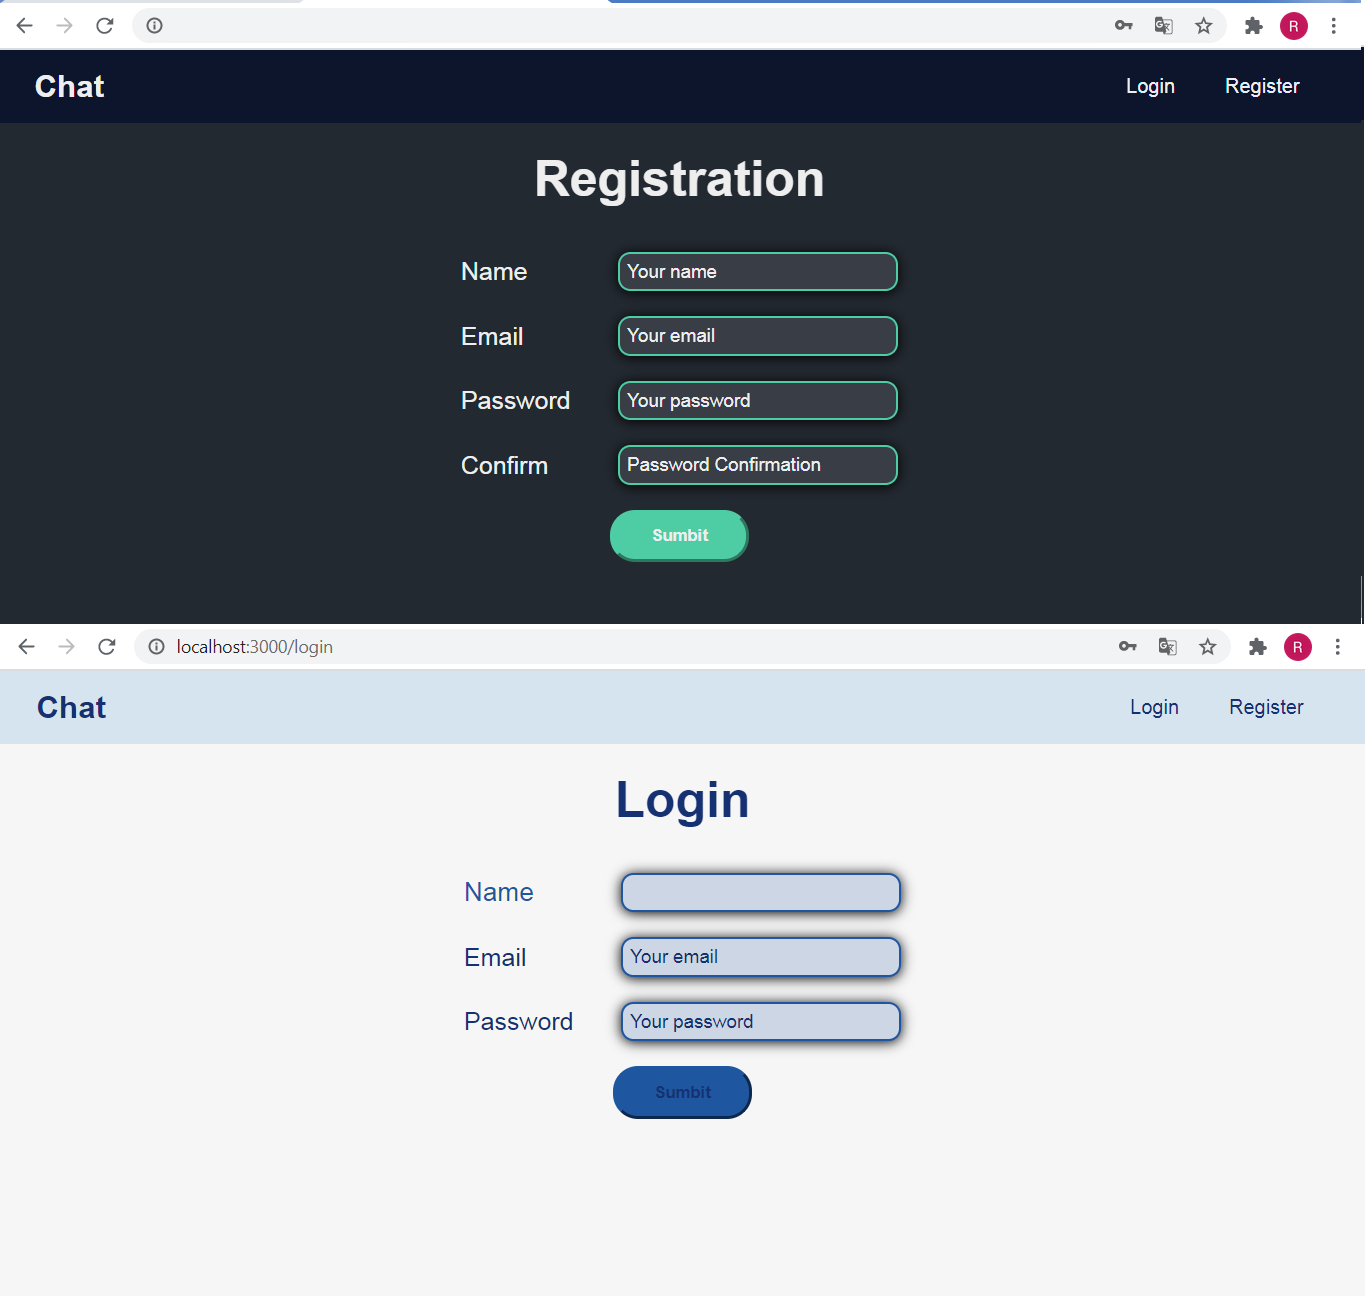 R
Chat Login Register
Registration
Name Your name
Email Your email
Password Your password
Confirm Password Confirmation
Sumbit
localhost:3000/login R
Chat Login Register
Login
Name
Email Your email
Password Your password
Sumbit